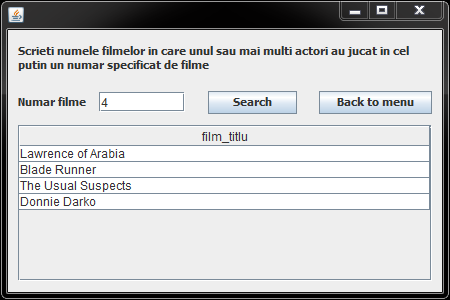 Scrieti numele filmelor in care unul sau mai multi actori au jucat in cel
putin un numar specificat de filme
Numar filme 4 Search Back to menu
film_titlu
Lawrence of Arabia
Blade Runner
The Usual Suspects
Donnie Darko